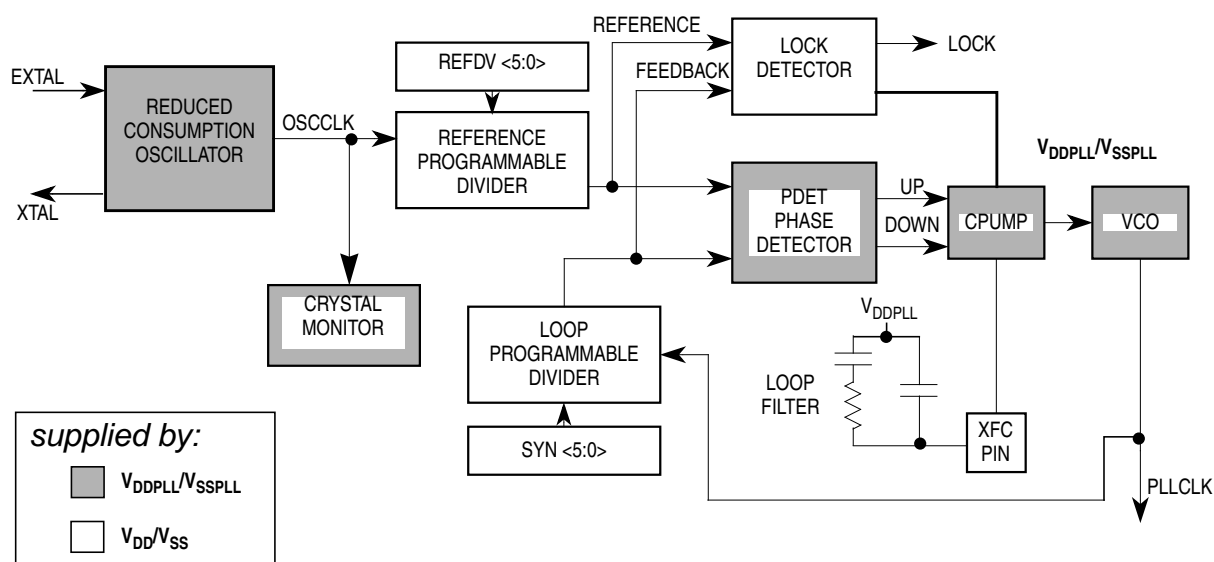 EXTAL
REDUCED
CONSUMPTION
OSCILLATOR
XTAL
OSCCLK
REFDV <5:0>
REFERENCE
PROGRAMMABLE
DIVIDER
CRYSTAL
MONITOR
REFERENCE
FEEDBACK
LOCK
DETECTOR
LOCK
PDET
PHASE
DETECTOR
UP
DOWN
CPUMP
VDDPLL/VSSPLL
VCO
LOOP
PROGRAMMABLE
DIVIDER
SYN <5:0>
VDDPLL
LOOP
FILTER
XFC
PIN
PLLCLK
supplied by:
VDDPLL/VSSPLL
VDD/VSS